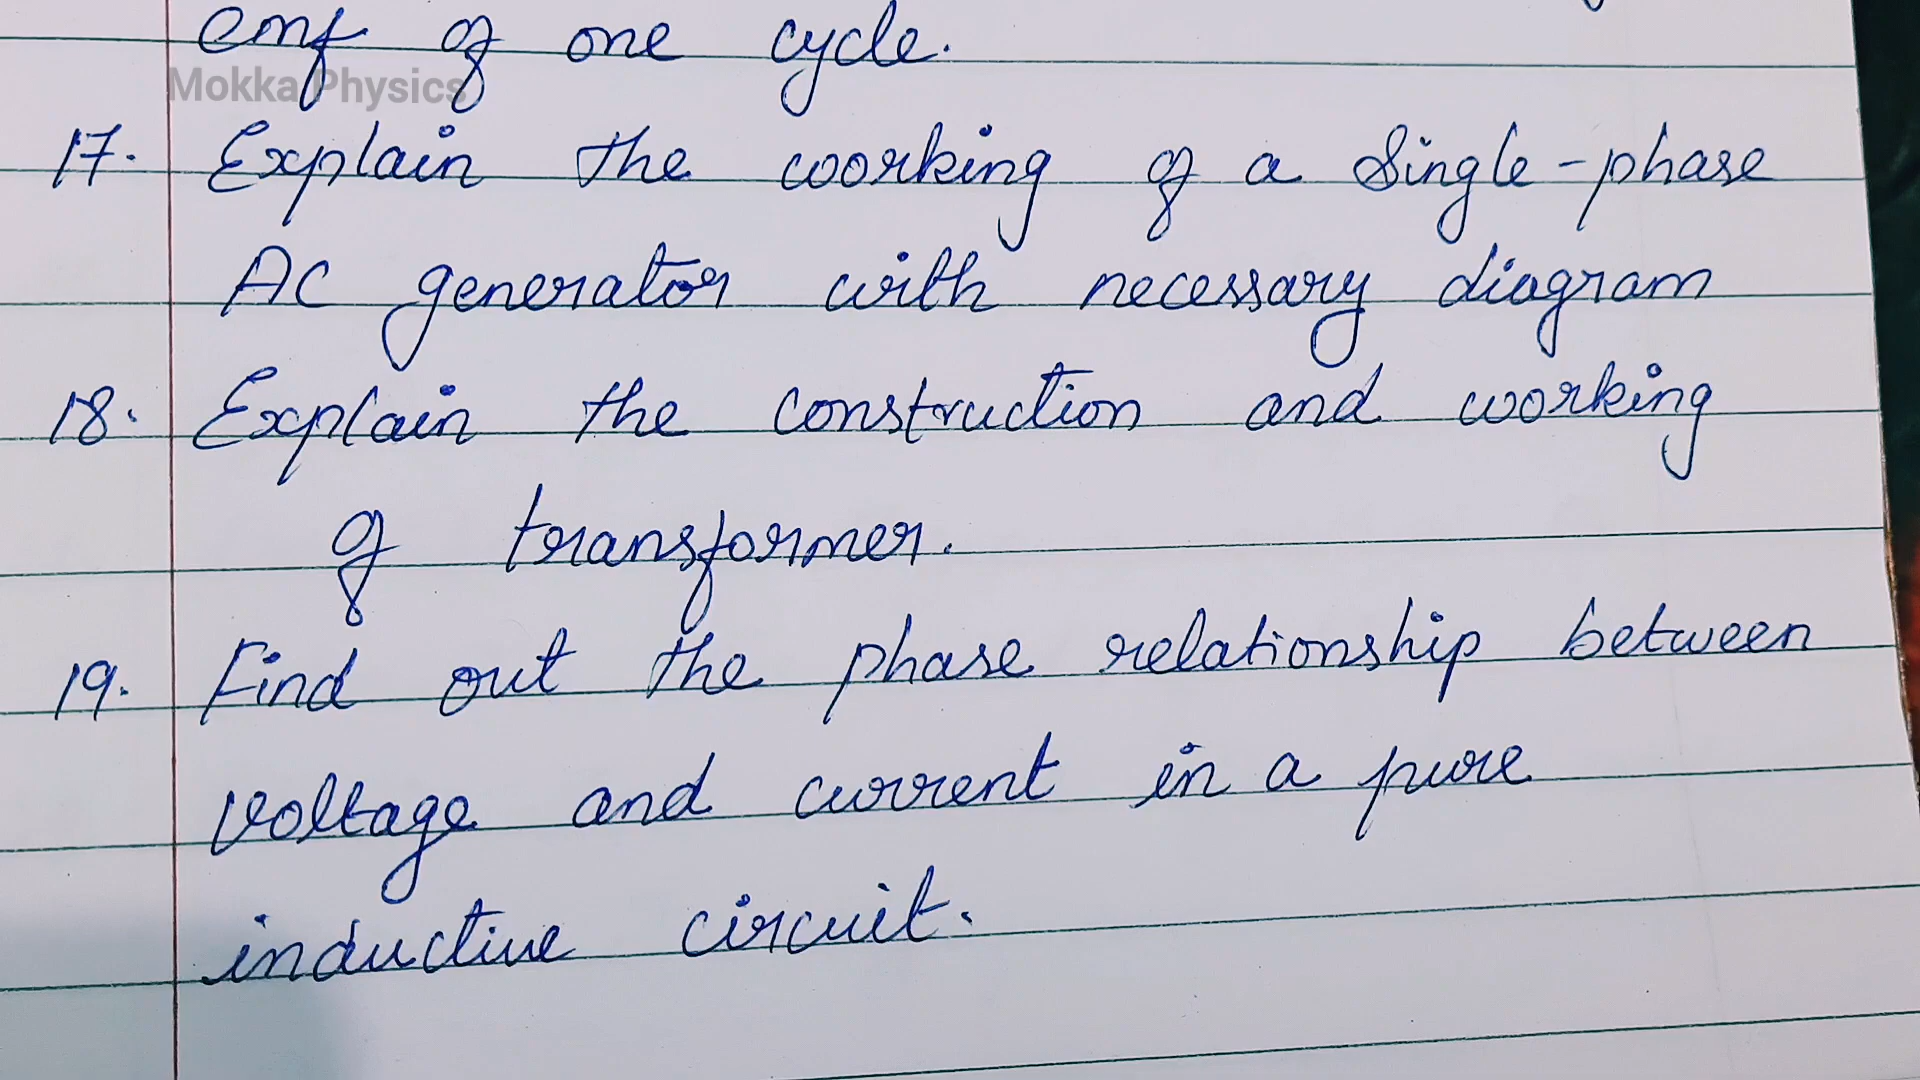 emf of one cycle.
Mokka Physics
17. Explain the working of a Single-phase
AC generator with necessary diagram
18. Explain the construction and working
of transformer.
19. Find out the phase relationship between
voltage and current in a pure
inductive circuit.